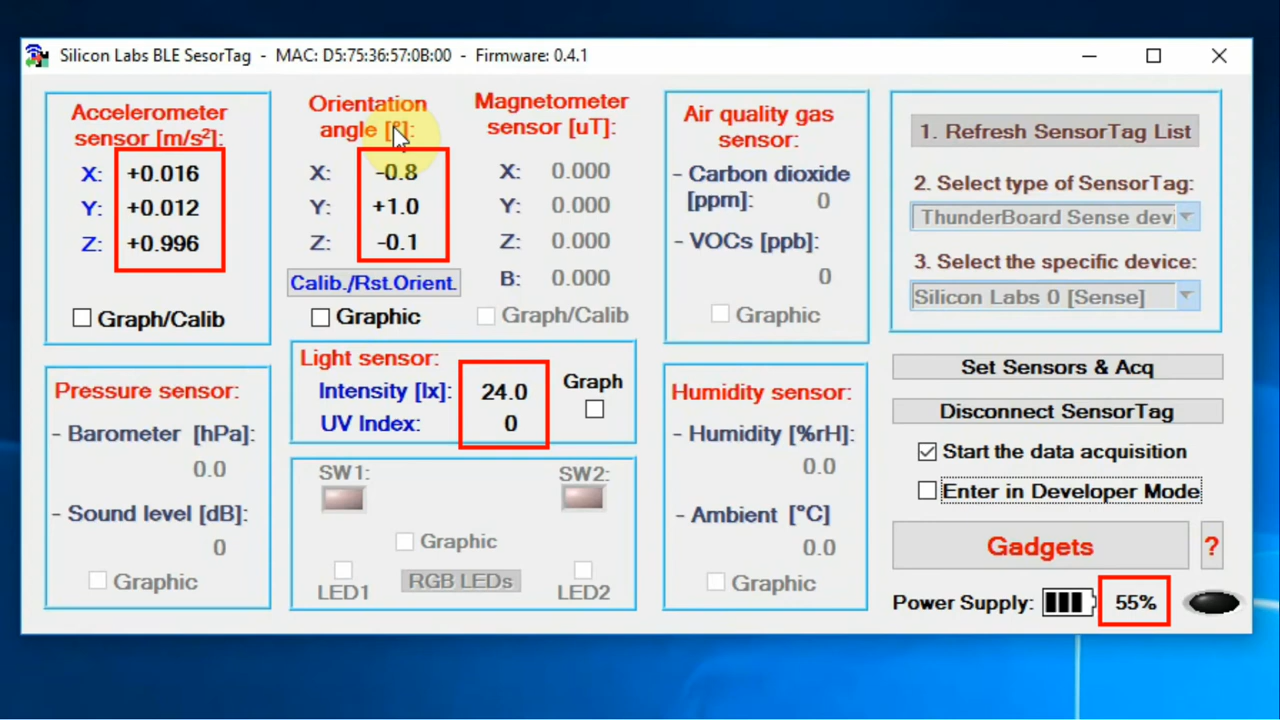 Silicon Labs BLE SesorTag - MAC: D5:75:36:57:0B:00 - Firmware: 0.4.1
Accelerometer
sensor [m/s²]:
X: +0.016
Y: +0.012
Z: +0.996
Graph/Calib
Orientation
angle [°]:
X: -0.8
Y: +1.0
Z: -0.1
Calib./Rst.Orient.
Graphic
Magnetometer
sensor [uT]:
X: 0.000
Y: 0.000
Z: 0.000
B: 0.000
Graph/Calib
Air quality gas
sensor:
- Carbon dioxide
[ppm]: 0
- VOCs [ppb]:
0
Graphic
1. Refresh SensorTag List
2. Select type of SensorTag:
ThunderBoard Sense devi
3. Select the specific device:
Silicon Labs 0 [Sense]
Pressure sensor:
- Barometer [hPa]:
0.0
- Sound level [dB]:
0
Graphic
Light sensor:
Intensity [lx]: 24.0
UV Index: 0
Graph
SW1:
SW2:
Graphic
RGB LEDs
LED1
LED2
Humidity sensor:
- Humidity [%rH]:
0.0
- Ambient [°C]
0.0
Graphic
Set Sensors & Acq
Disconnect SensorTag
Start the data acquisition
Enter in Developer Mode
Gadgets ?
Power Supply: 55%